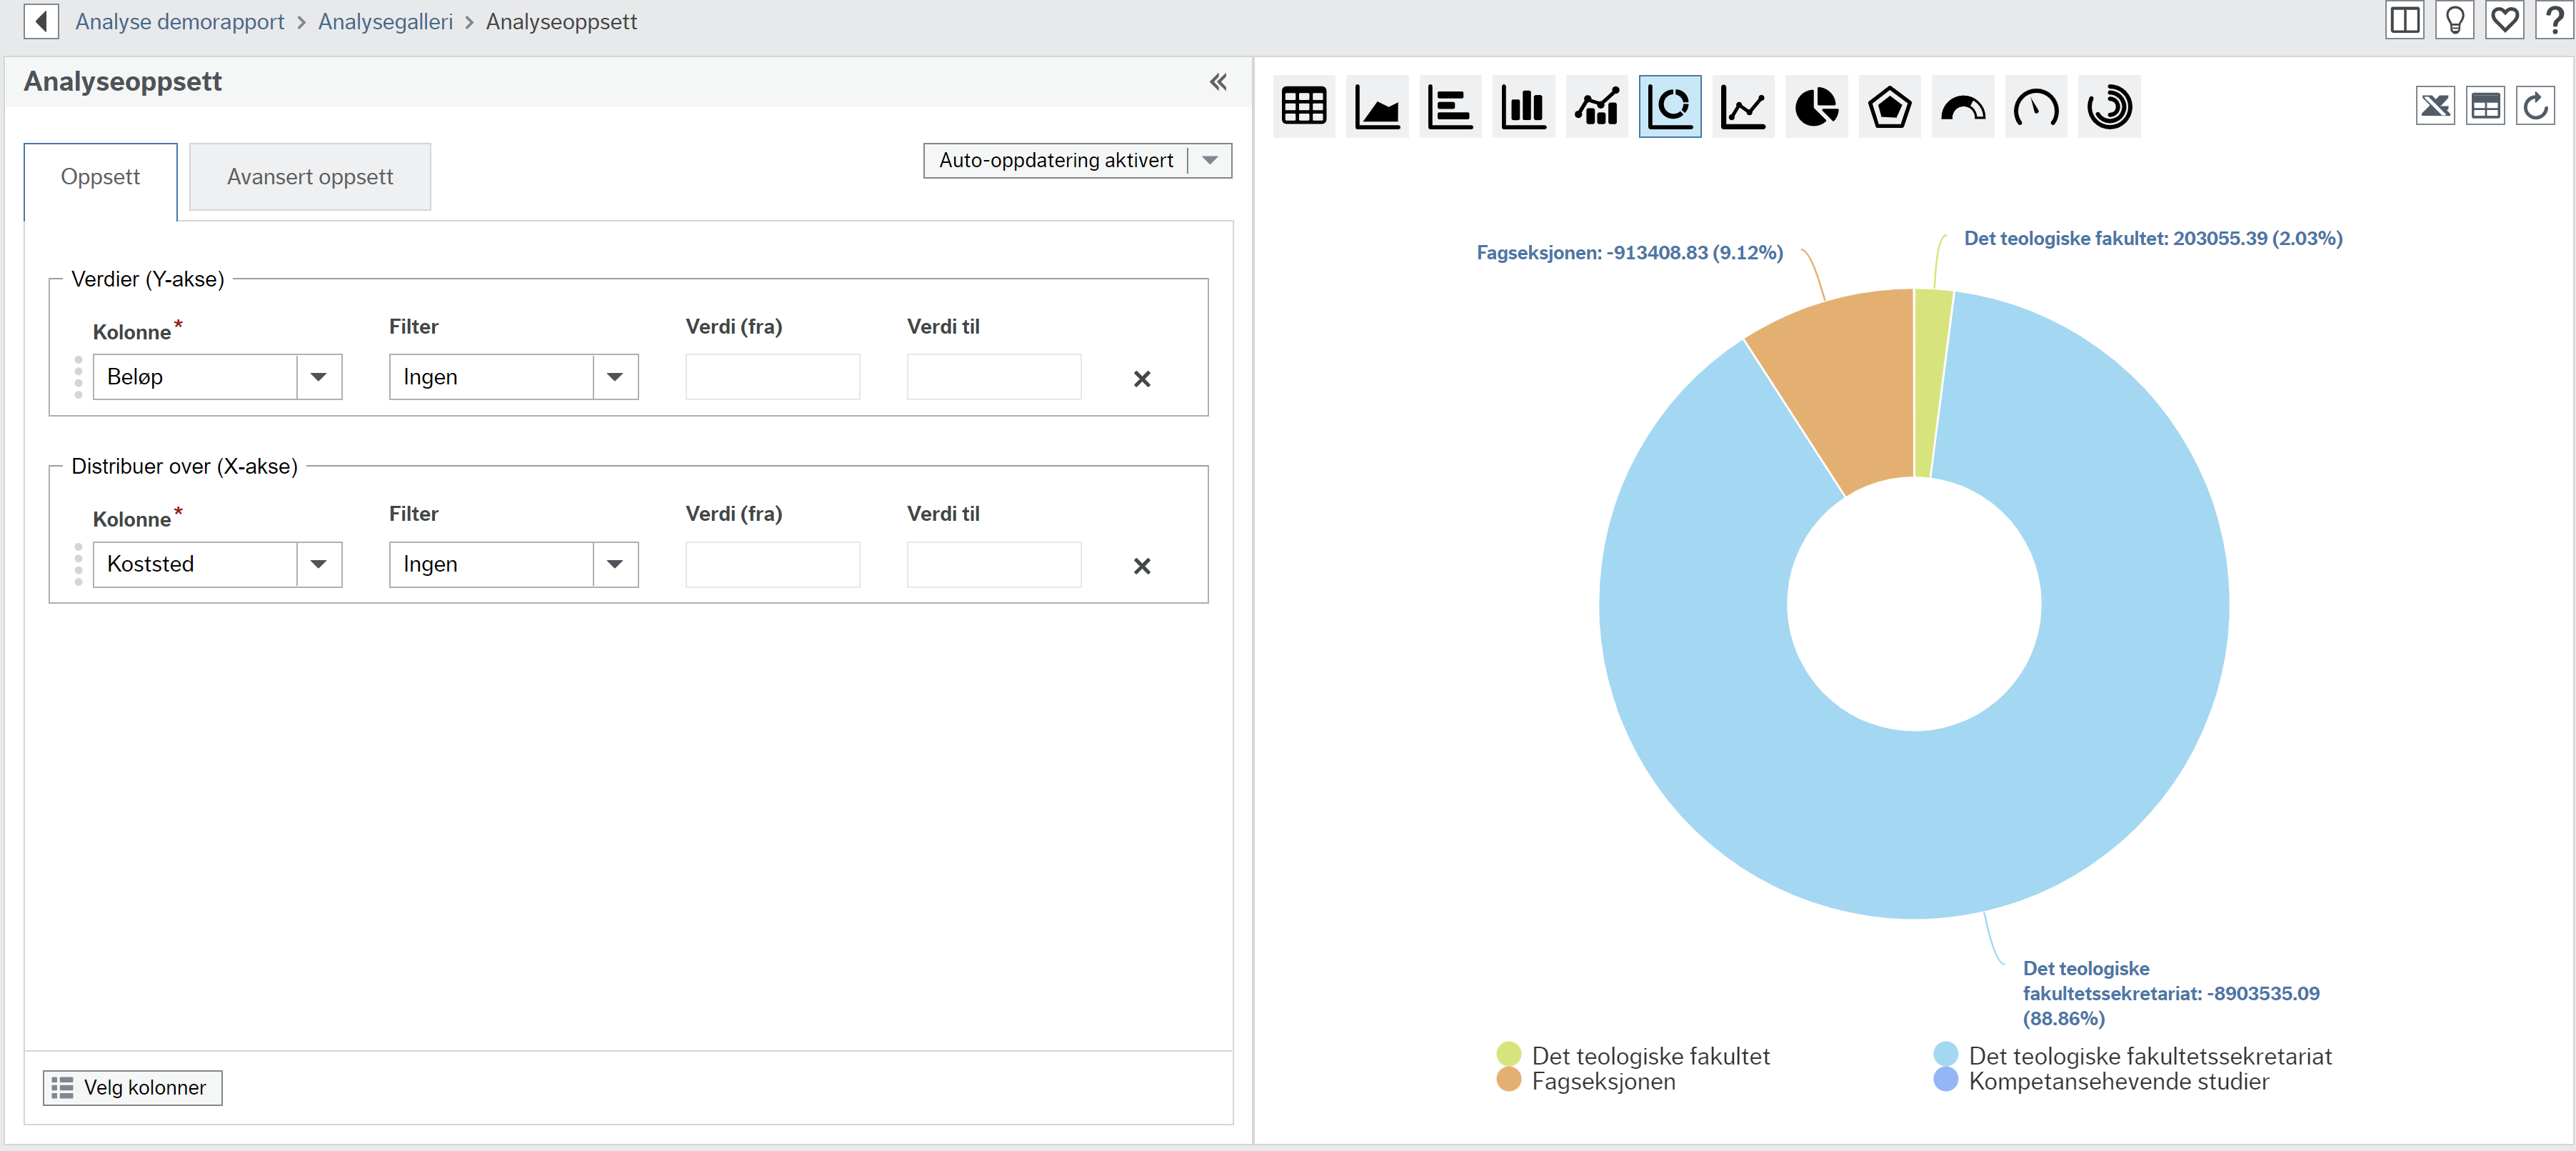 Analyse demorapport > Analysegalleri > Analyseoppsett
Analyseoppsett
Oppsett
Avansert oppsett
Auto-oppdatering aktivert
Verdier (Y-akse)
Kolonne* Filter Verdi (fra) Verdi til
Beløp Ingen
Distribuer over (X-akse)
Kolonne* Filter Verdi (fra) Verdi til
Koststed Ingen
Velg kolonner
Fagseksjonen: -913408.83 (9.12%)
Det teologiske fakultet: 203055.39 (2.03%)
Det teologiske
fakultetssekretariat: -8903535.09
(88.86%)
Det teologiske fakultet
Det teologiske fakultetssekretariat
Fagseksjonen
Kompetansehevende studier